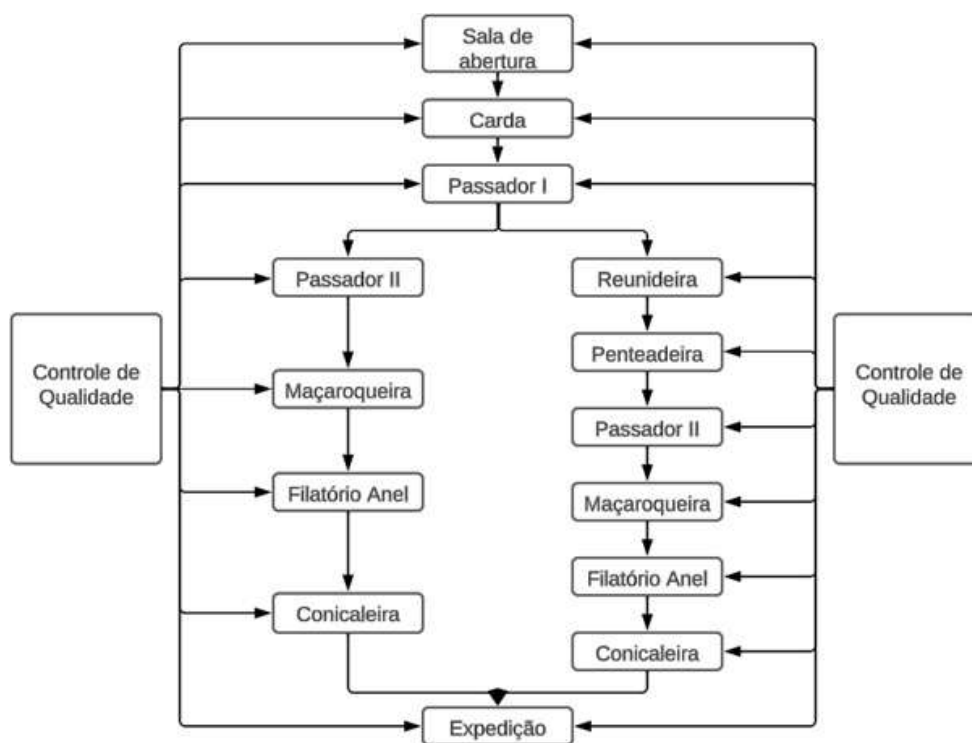 Sala de
abertura
Carda
Passador I
Passador II
Reunideira
Controle de
Qualidade
Penteadeira
Controle de
Qualidade
Maçaroqueira
Passador II
Filatório Anel
Maçaroqueira
Filatório Anel
Conicaleira
Conicaleira
Expedição